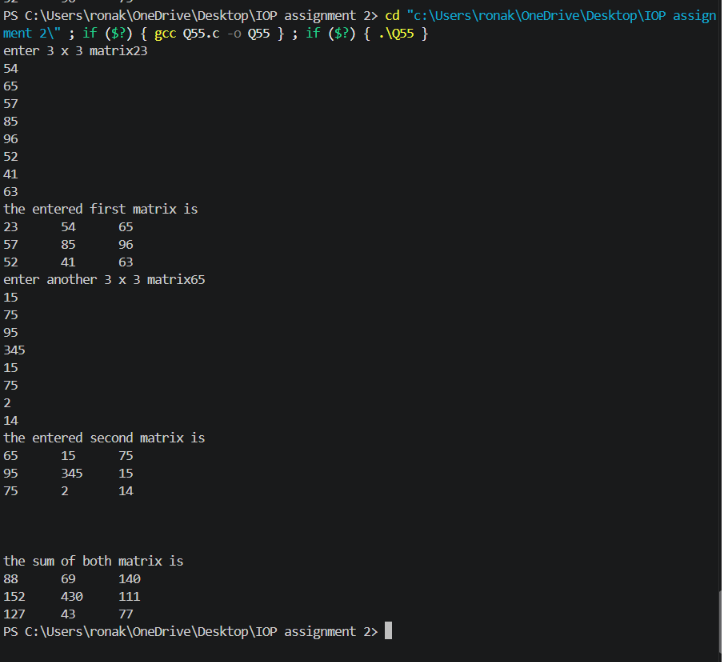 PS C:\Users\ronak\OneDrive\Desktop\IOP assignment 2> cd "c:\Users\ronak\OneDrive\Desktop\IOP assign
ment 2\" ; if ($?) { gcc Q55.c -o Q55 } ; if ($?) { .\Q55 }
enter 3 x 3 matrix23
54
65
57
85
96
52
41
63
the entered first matrix is
23 54 65
57 85 96
52 41 63
enter another 3 x 3 matrix65
15
75
95
345
15
75
2
14
the entered second matrix is
65 15 75
95 345 15
75 2 14
the sum of both matrix is
88 69 140
152 430 111
127 43 77
PS C:\Users\ronak\OneDrive\Desktop\IOP assignment 2>